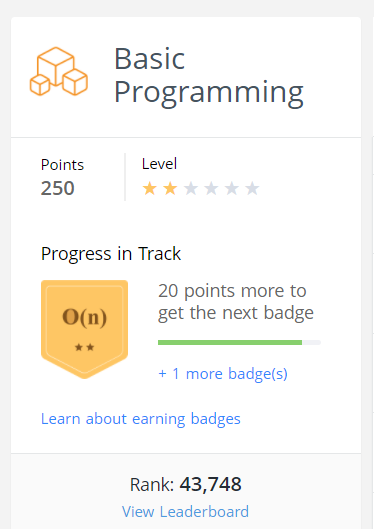 Basic
Programming
Points
Level
250
Progress in Track
O(n)
20 points more to
get the next badge
+ 1 more badge(s)
Learn about earning badges
Rank: 43,748
View Leaderboard